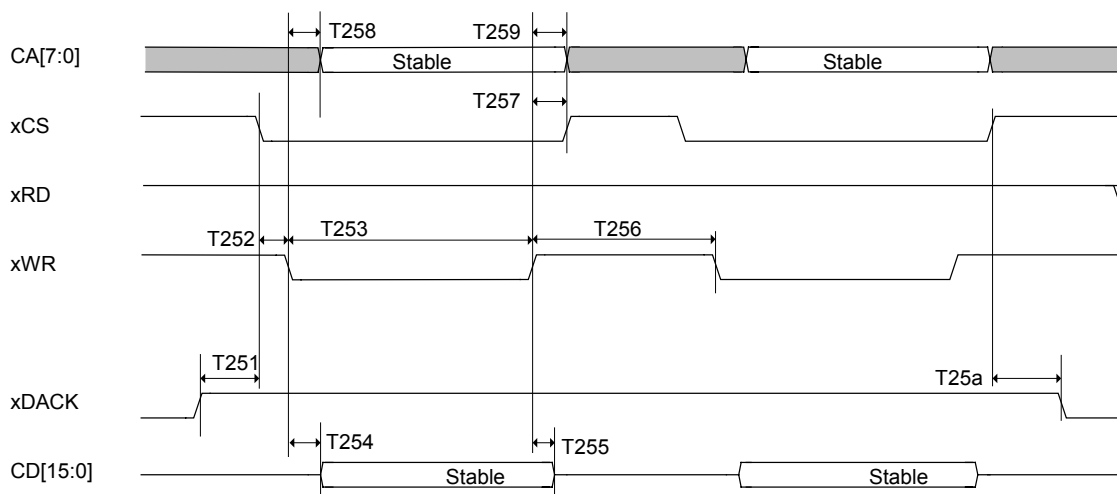 T258 T259
CA[7:0] Stable Stable
T257
xCS
xRD
T252 T253 T256
xWR
T251 T25a
xDACK
T254 T255
CD[15:0] Stable Stable